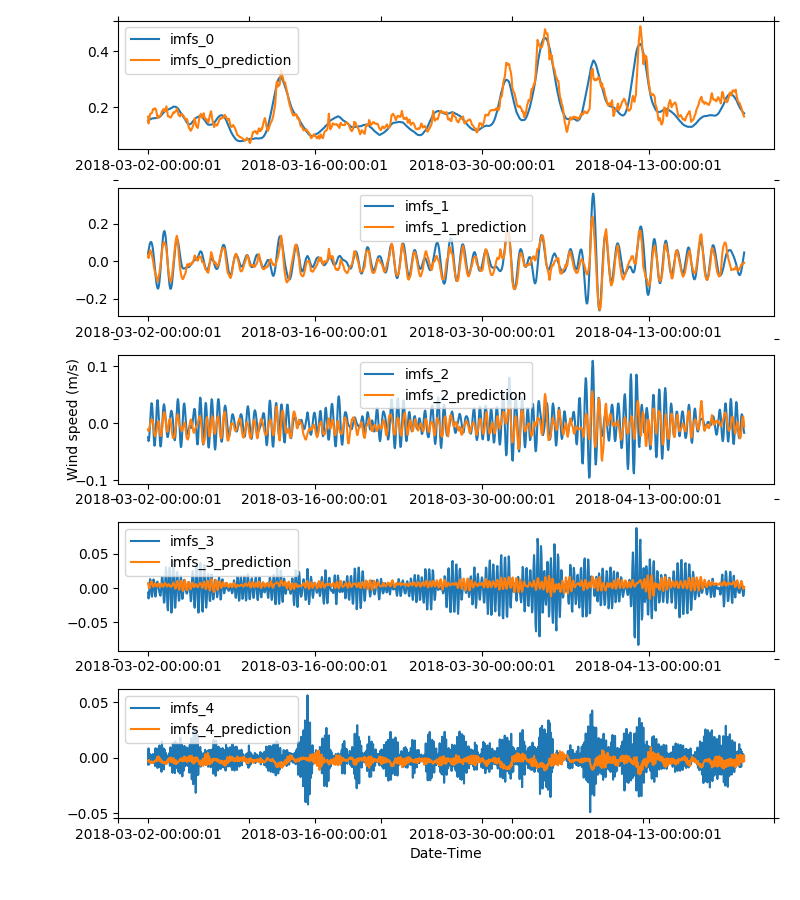 imfs_0
imfs_0_prediction
0.4
0.2
2018-03-02-00:00:01 2018-03-16-00:00:01 2018-03-30-00:00:01 2018-04-13-00:00:01
imfs_1
imfs_1_prediction
0.2
0.0
−0.2
2018-03-02-00:00:01 2018-03-16-00:00:01 2018-03-30-00:00:01 2018-04-13-00:00:01
Wind speed (m/s)
imfs_2
imfs_2_prediction
0.1
0.0
−0.1
2018-03-02-00:00:01 2018-03-16-00:00:01 2018-03-30-00:00:01 2018-04-13-00:00:01
imfs_3
imfs_3_prediction
0.05
0.00
−0.05
2018-03-02-00:00:01 2018-03-16-00:00:01 2018-03-30-00:00:01 2018-04-13-00:00:01
imfs_4
imfs_4_prediction
0.05
0.00
−0.05
2018-03-02-00:00:01 2018-03-16-00:00:01 2018-03-30-00:00:01 2018-04-13-00:00:01
Date-Time